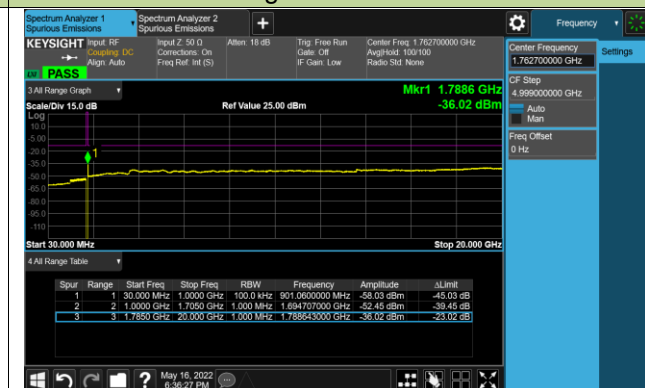 Spectrum Analyzer 1
Spurious Emissions
Spectrum Analyzer 2
Spurious Emissions
+
Frequency
KEYSIGHT
Input: RF
Coupling: DC
Align: Auto
Input Z: 50 Ω
Corrections: On
Freq Ref: Int (S)
Atten: 18 dB
Trig: Free Run
Gate: Off
IF Gain: Low
Center Freq: 1.762700000 GHz
Avg|Hold: 100/100
Radio Std: None
PASS
Center Frequency
1.762700000 GHz
Settings
CF Step
4.999000000 GHz
Auto
Man
Freq Offset
0 Hz
3 All Range Graph
Mkr1 1.7886 GHz
Scale/Div 15.0 dB
Ref Value 25.00 dBm
-36.02 dBm
Log
10.0
-5.00
-20.0
-35.0
-50.0
-65.0
-80.0
-95.0
-110
1
Start 30.000 MHz
Stop 20.000 GHz
4 All Range Table
Spur Range Start Freq Stop Freq RBW Frequency Amplitude ΔLimit
1 1 30.000 MHz 1.0000 GHz 100.0 kHz 901.0600000 MHz -58.03 dBm -45.03 dB
2 2 1.0000 GHz 1.7050 GHz 1.000 MHz 1.694707000 GHz -52.45 dBm -39.45 dB
3 3 1.7850 GHz 20.000 GHz 1.000 MHz 1.788643000 GHz -36.02 dBm -23.02 dB
?
May 16, 2022
6:36:27 PM